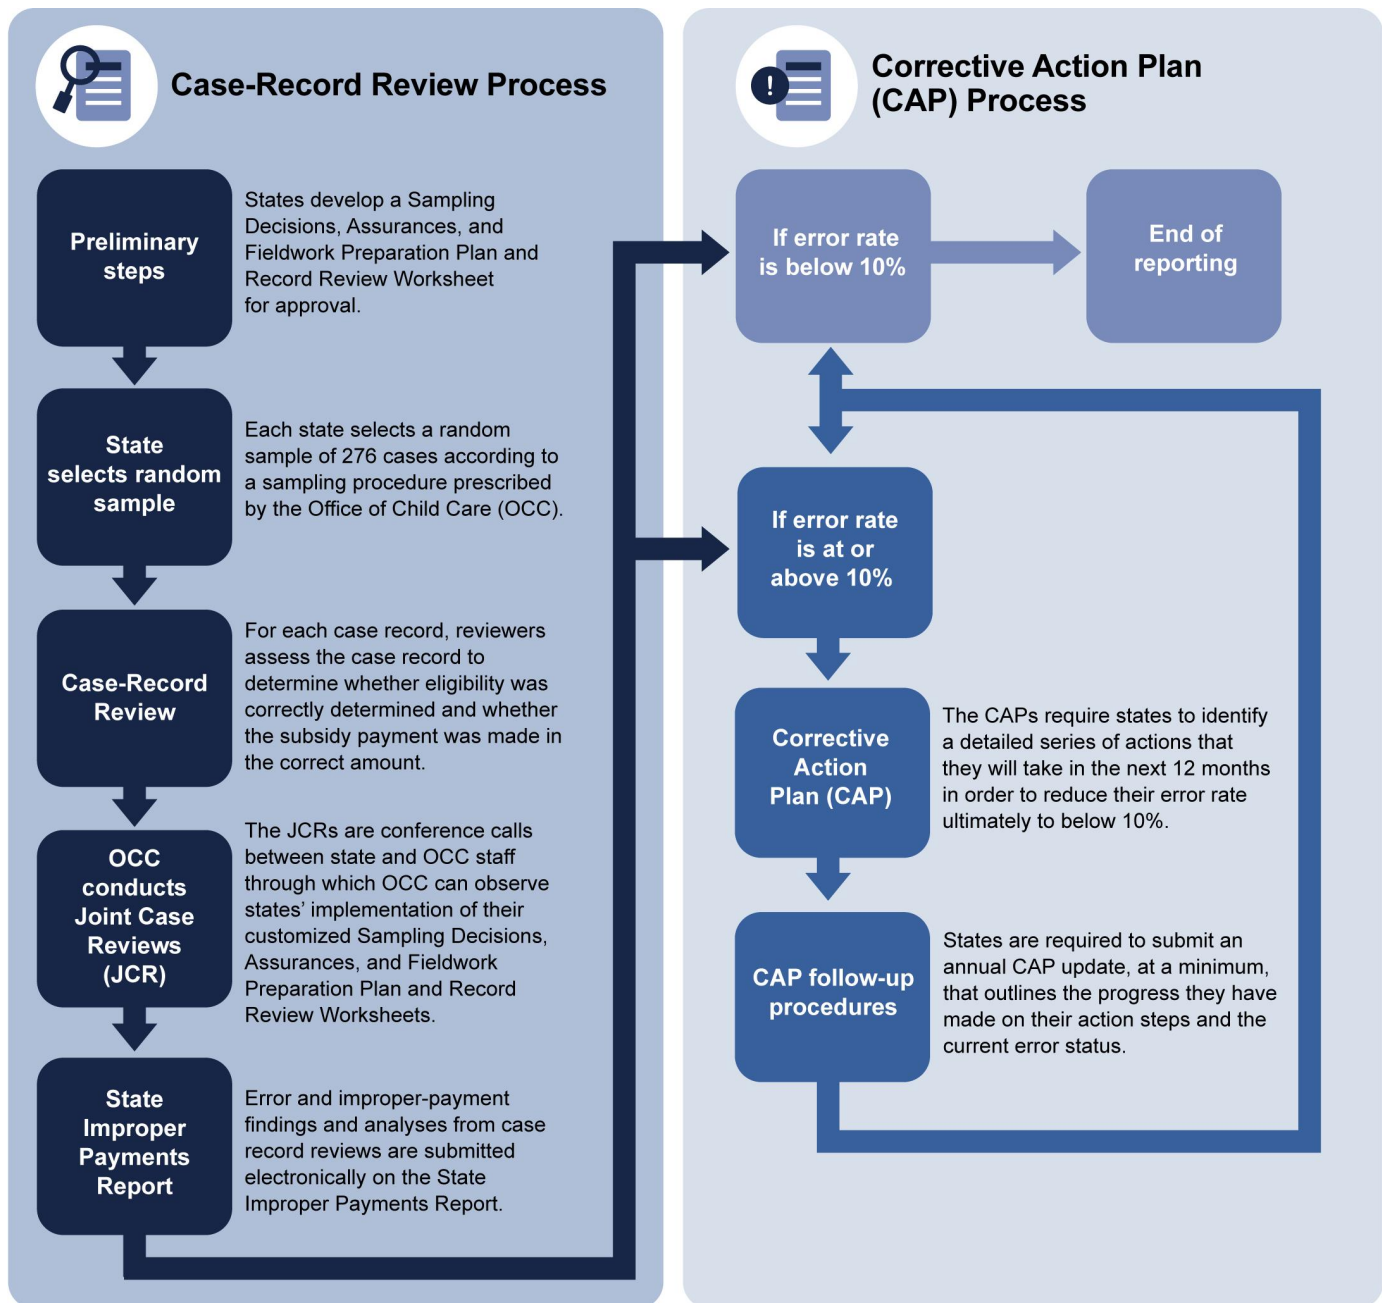 Case-Record Review Process
Preliminary
steps
States develop a Sampling
Decisions, Assurances, and
Fieldwork Preparation Plan and
Record Review Worksheet
for approval.
State
selects random
sample
Each state selects a random
sample of 276 cases according to
a sampling procedure prescribed
by the Office of Child Care (OCC).
Case-Record
Review
For each case record, reviewers
assess the case record to
determine whether eligibility was
correctly determined and whether
the subsidy payment was made in
the correct amount.
OCC
conducts
Joint Case
Reviews
(JCR)
The JCRs are conference calls
between state and OCC staff
through which OCC can observe
states’ implementation of their
customized Sampling Decisions,
Assurances, and Fieldwork
Preparation Plan and Record
Review Worksheets.
State
Improper
Payments
Report
Error and improper-payment
findings and analyses from case
record reviews are submitted
electronically on the State
Improper Payments Report.
!
Corrective Action Plan
(CAP) Process
If error rate
is below 10%
End of
reporting
If error rate
is at or
above 10%
Corrective
Action
Plan (CAP)
The CAPs require states to identify
a detailed series of actions that
they will take in the next 12 months
in order to reduce their error rate
ultimately to below 10%.
CAP follow-up
procedures
States are required to submit an
annual CAP update, at a minimum,
that outlines the progress they have
made on their action steps and the
current error status.